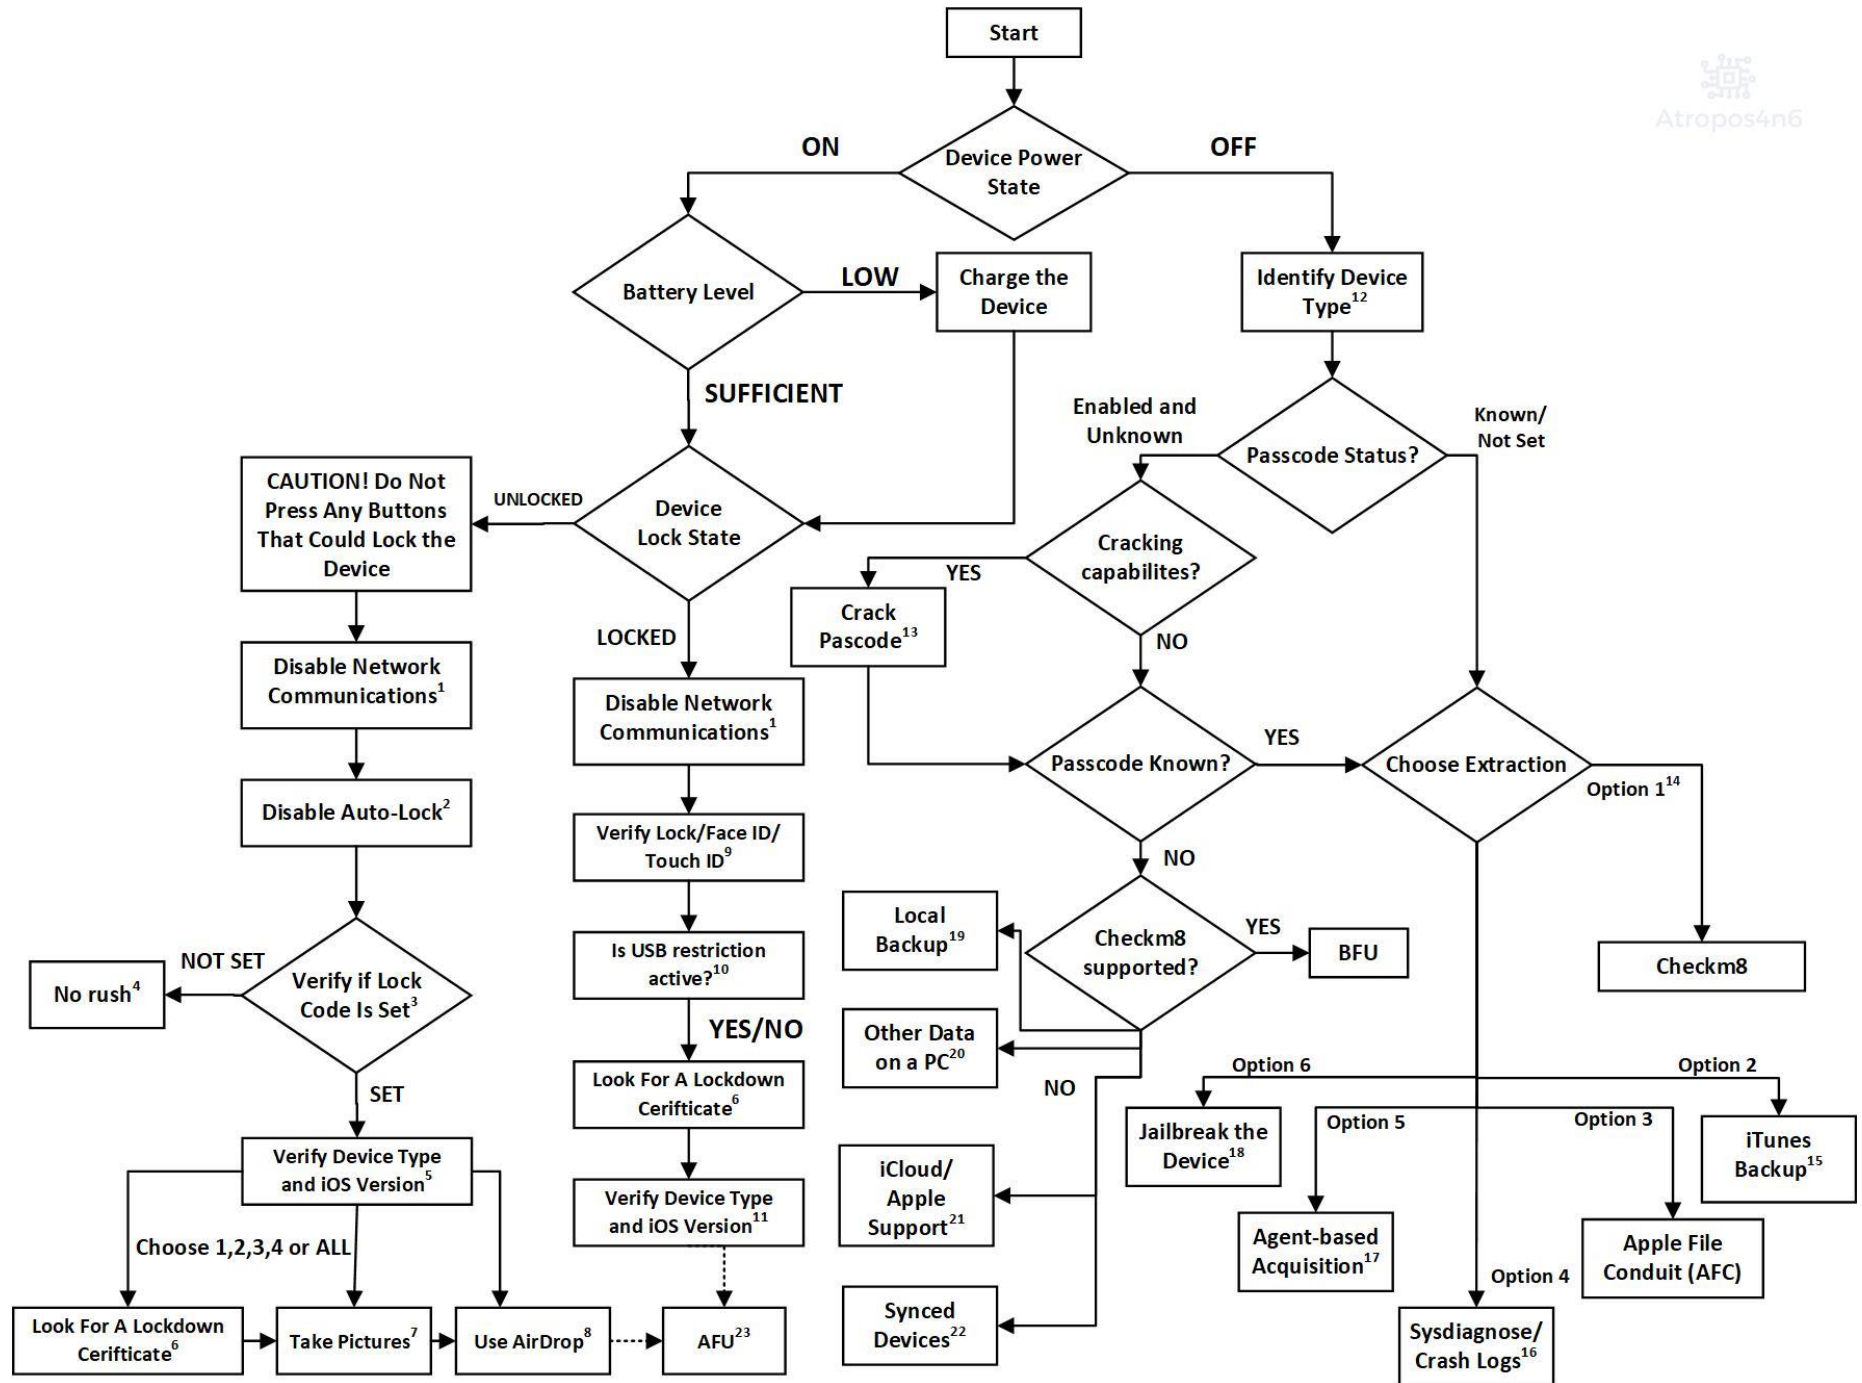 Start
Atropos4n6
ON
OFF
Device Power
State
Battery Level
LOW
Charge the
Device
Identify Device
Type12
SUFFICIENT
Enabled and
Unknown
Known/
Not Set
Passcode Status?
CAUTION! Do Not
Press Any Buttons
That Could Lock the
Device
UNLOCKED
Device
Lock State
Cracking
capabilites?
YES
Crack
Pascode13
NO
LOCKED
Disable Network
Communications1
Disable Network
Communications1
Passcode Known?
YES
Choose Extraction
Option 114
Disable Auto-Lock2
Verify Lock/Face ID/
Touch ID9
NO
Local
Backup19
Checkm8
supported?
YES
BFU
Checkm8
Is USB restriction
active?10
NOT SET
No rush4
Verify if Lock
Code Is Set3
YES/NO
Other Data
on a PC20
Option 6
Option 2
Look For A Lockdown
Cerifticate6
NO
SET
Jailbreak the
Device18
Option 5
Option 3
iTunes
Backup15
Verify Device Type
and iOS Version5
iCloud/
Apple
Support21
Verify Device Type
and iOS Version11
Choose 1,2,3,4 or ALL
Agent-based
Acquisition17
Apple File
Conduit (AFC)
Option 4
Look For A Lockdown
Cerifticate6
Take Pictures7
Use AirDrop8
AFU23
Synced
Devices22
Sysdiagnose/
Crash Logs16